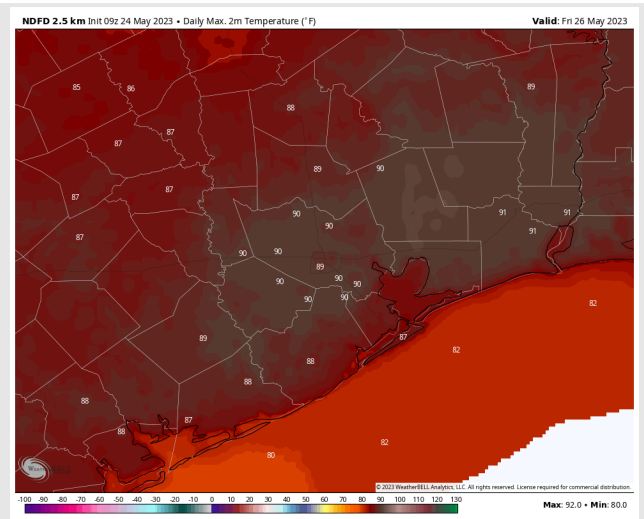 NDFD 2.5 km Init 09z 24 May 2023 • Daily Max. 2m Temperature (°F)
Valid: Fri 26 May 2023
85 86 89
88
87 87
89 90
87 87
90 91 91
87 90 91
90 90
89
90 90 90
90 90 82
89 87
82
88
88
88
87
88
82
80
© 2023 WeatherBELL Analytics, LLC. All rights reserved. License required for commercial distribution.
-100 -90 -80 -70 -60 -50 -40 -30 -20 -10 0 10 20 30 40 50 60 70 80 90 100 110 120 130
Max: 92.0 • Min: 80.0